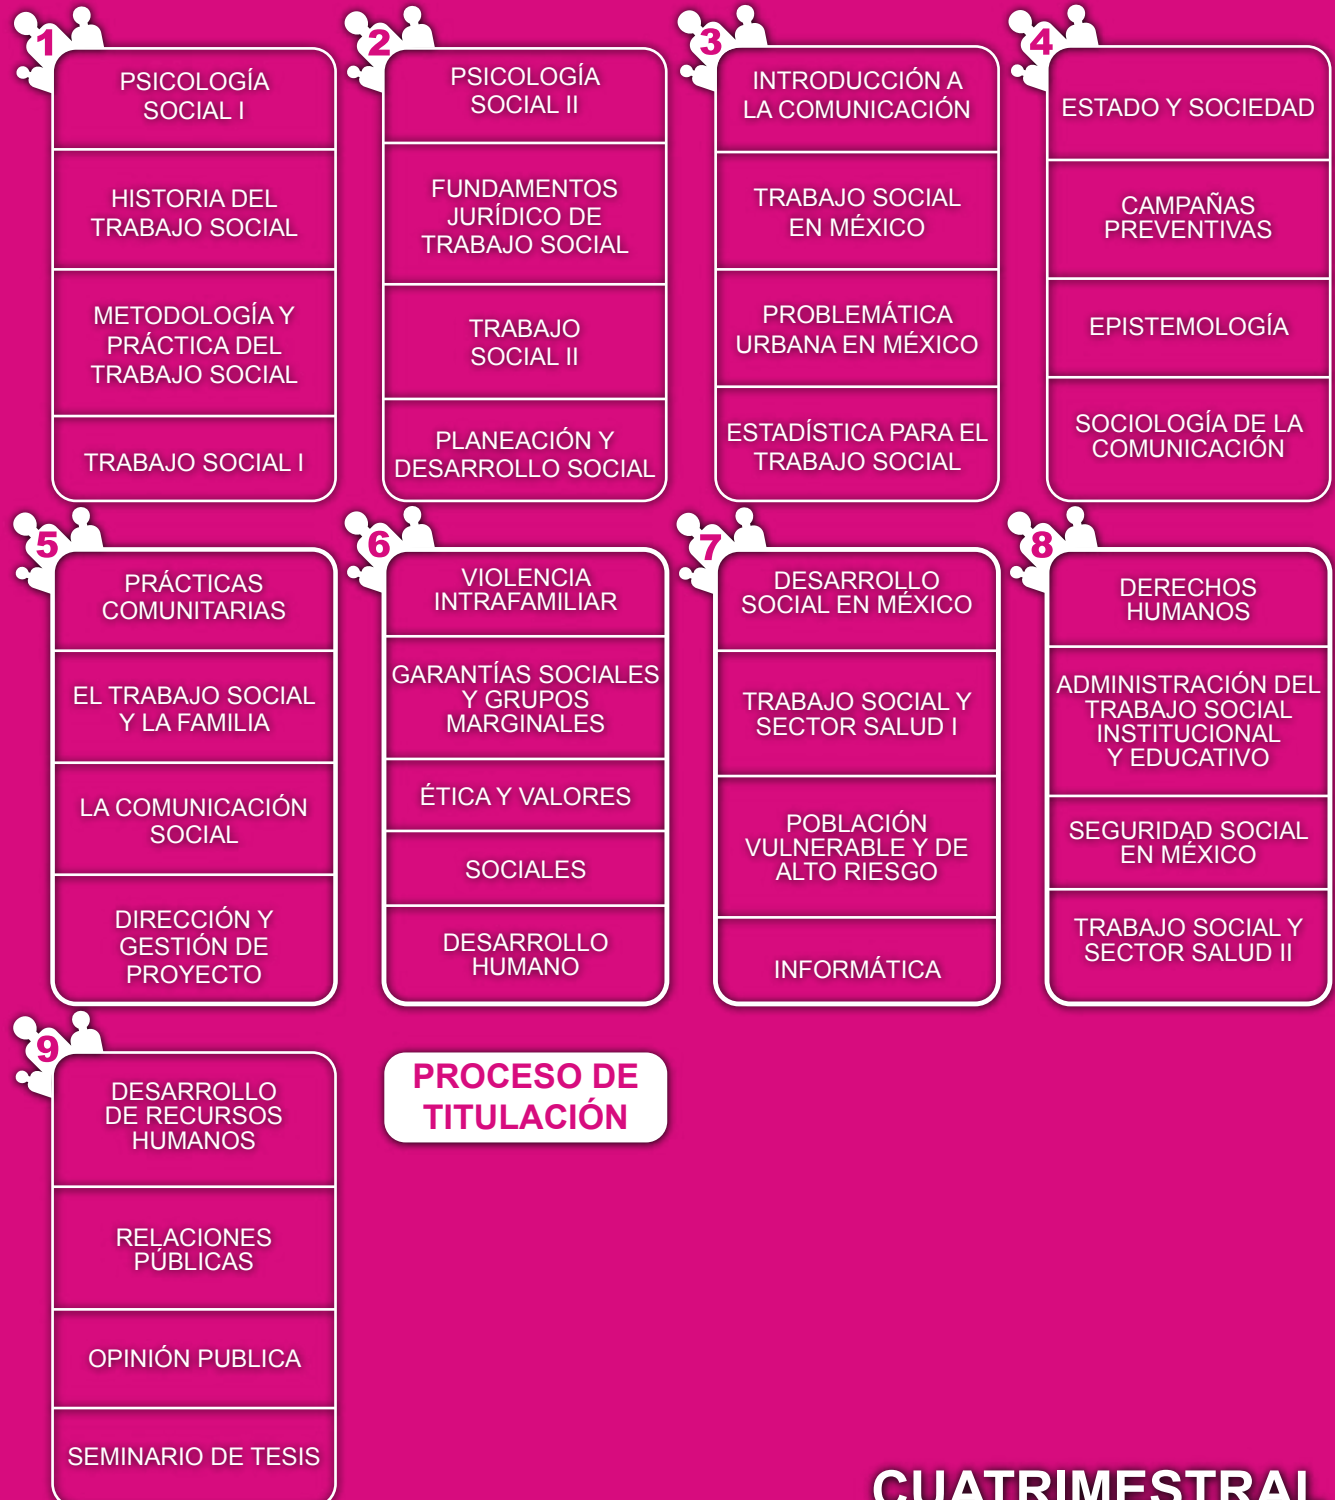 1
PSICOLOGÍA
SOCIAL I
HISTORIA DEL
TRABAJO SOCIAL
METODOLOGÍA Y
PRÁCTICA DEL
TRABAJO SOCIAL
TRABAJO SOCIAL I
2
PSICOLOGÍA
SOCIAL II
FUNDAMENTOS
JURÍDICO DE
TRABAJO SOCIAL
TRABAJO
SOCIAL II
PLANEACIÓN Y
DESARROLLO SOCIAL
3
INTRODUCCIÓN A
LA COMUNICACIÓN
TRABAJO SOCIAL
EN MÉXICO
PROBLEMÁTICA
URBANA EN MÉXICO
ESTADÍSTICA PARA EL
TRABAJO SOCIAL
4
ESTADO Y SOCIEDAD
CAMPAÑAS
PREVENTIVAS
EPISTEMOLOGÍA
SOCIOLOGÍA DE LA
COMUNICACIÓN
5
PRÁCTICAS
COMUNITARIAS
EL TRABAJO SOCIAL
Y LA FAMILIA
LA COMUNICACIÓN
SOCIAL
DIRECCIÓN Y
GESTIÓN DE
PROYECTO
6
VIOLENCIA
INTRAFAMILIAR
GARANTÍAS SOCIALES
Y GRUPOS
MARGINALES
ÉTICA Y VALORES
SOCIALES
DESARROLLO
HUMANO
7
DESARROLLO
SOCIAL EN MÉXICO
TRABAJO SOCIAL Y
SECTOR SALUD I
POBLACIÓN
VULNERABLE Y DE
ALTO RIESGO
INFORMÁTICA
8
DERECHOS
HUMANOS
ADMINISTRACIÓN DEL
TRABAJO SOCIAL
INSTITUCIONAL
Y EDUCATIVO
SEGURIDAD SOCIAL
EN MÉXICO
TRABAJO SOCIAL Y
SECTOR SALUD II
9
DESARROLLO
DE RECURSOS
HUMANOS
RELACIONES
PÚBLICAS
OPINIÓN PUBLICA
SEMINARIO DE TESIS
PROCESO DE
TITULACIÓN
CUATRIMESTRAL